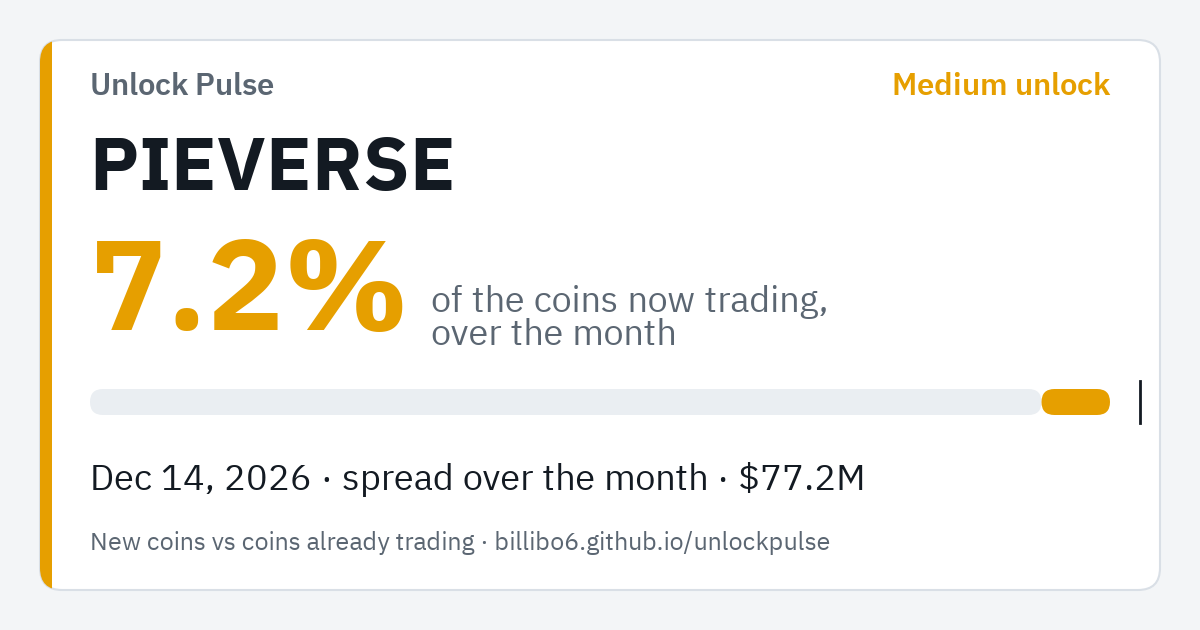 Unlock Pulse
Medium unlock
PIEVERSE
7.2%
of the coins now trading,
over the month
Dec 14, 2026 · spread over the month · $77.2M
New coins vs coins already trading · billibo6.github.io/unlockpulse